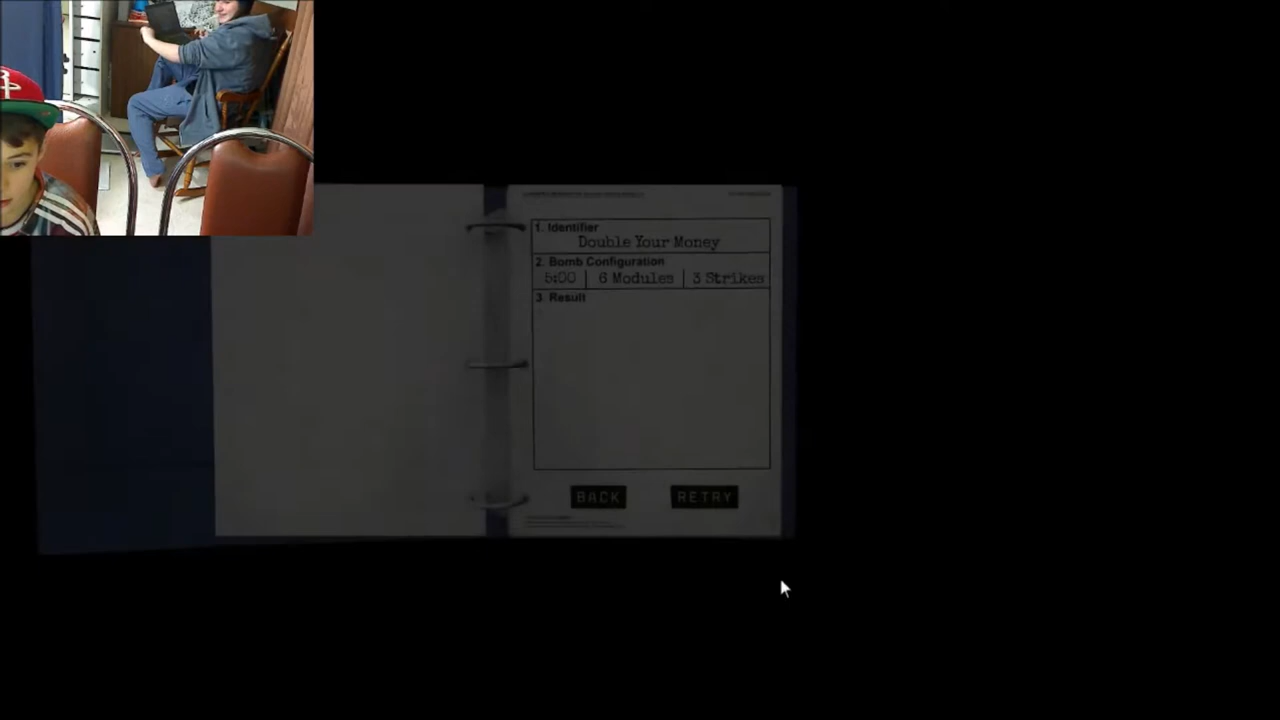 1. Identifier
Double Your Money
2. Bomb Configuration
5:00 6 Modules 3 Strikes
3. Result
BACK RETRY